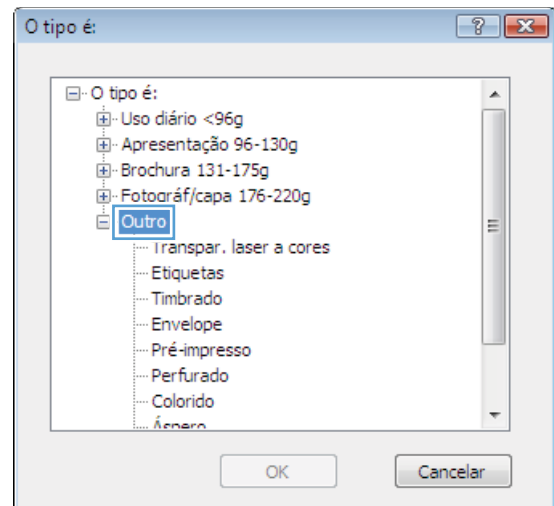 O tipo é:
O tipo é:
Uso diário <96g
Apresentação 96-130g
Brochura 131-175g
Fotográf/capa 176-220g
Outro
Transpar. laser a cores
Etiquetas
Timbrado
Envelope
Pré-impresso
Perfurado
Colorido
Áspero
OK
Cancelar